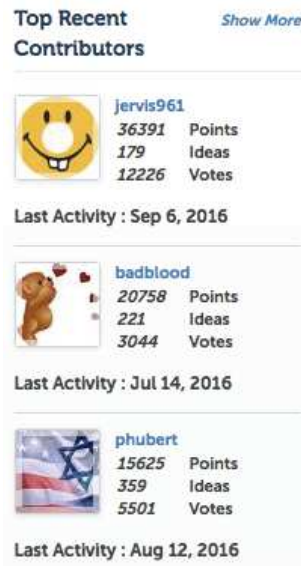 Top Recent Show More
Contributors
jervis961
36391 Points
179 Ideas
12226 Votes
Last Activity : Sep 6, 2016
badblood
20758 Points
221 Ideas
3044 Votes
Last Activity : Jul 14, 2016
phubert
15625 Points
359 Ideas
5501 Votes
Last Activity : Aug 12, 2016